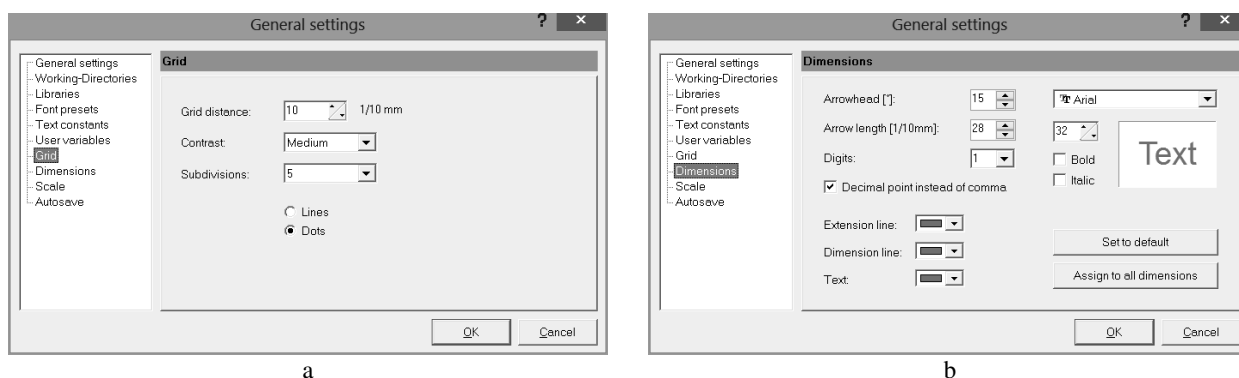 General settings ? ×
General settings
Working-Directories
Libraries
Font presets
Text constants
User variables
Grid
Dimensions
Scale
Autosave
Grid
Grid distance: 10 1/10 mm
Contrast: Medium
Subdivisions: 5
Lines
Dots
OK Cancel
a
General settings ? ×
General settings
Working-Directories
Libraries
Font presets
Text constants
User variables
Grid
Dimensions
Scale
Autosave
Dimensions
Arrowhead [°]: 15 Arial
Arrow length [1/10mm]: 28 32
Digits: 1 Bold
Text
Italic
Decimal point instead of comma
Extension line:
Dimension line:
Text:
Set to default
Assign to all dimensions
OK Cancel
b